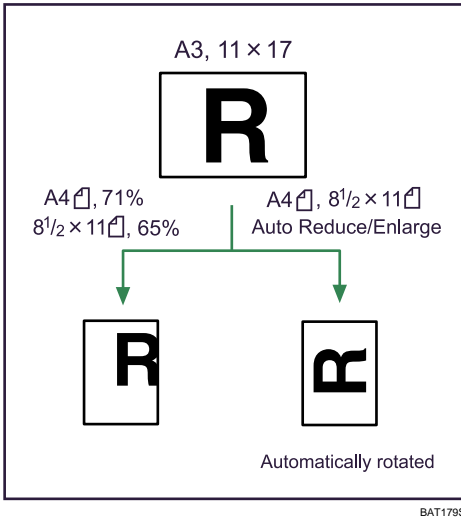 A3, 11 × 17
R
A4, 71%
8 1/2 × 11, 65%
A4, 8 1/2 × 11
Auto Reduce/Enlarge
R
R
Automatically rotated
BAT179S